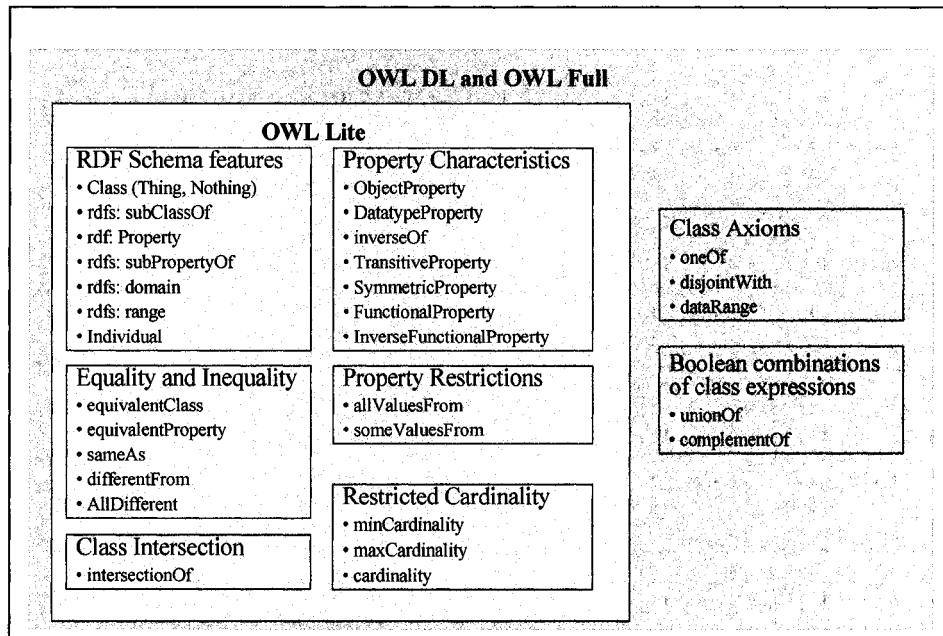 OWL DL and OWL Full
OWL Lite
RDF Schema features
• Class (Thing, Nothing)
• rdfs: subClassOf
• rdf: Property
• rdfs: subPropertyOf
• rdfs: domain
• rdfs: range
• Individual
Property Characteristics
• ObjectProperty
• DatatypeProperty
• inverseOf
• TransitiveProperty
• SymmetricProperty
• FunctionalProperty
• InverseFunctionalProperty
Equality and Inequality
• equivalentClass
• equivalentProperty
• sameAs
• differentFrom
• AllDifferent
Property Restrictions
• allValuesFrom
• someValuesFrom
Restricted Cardinality
• minCardinality
• maxCardinality
• cardinality
Class Intersection
• intersectionOf
Class Axioms
• oneOf
• disjointWith
• dataRange
Boolean combinations
of class expressions
• unionOf
• complementOf